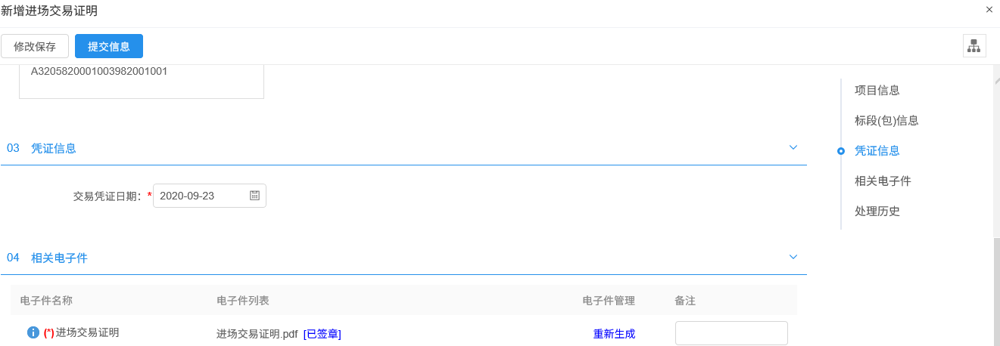 新增进场交易证明
×
修改保存 提交信息
A3205820001003982001001
03 凭证信息
交易凭证日期：*2020-09-23
04 相关电子件
电子件名称 电子件列表 电子件管理 备注
(*)进场交易证明 进场交易证明.pdf [已签章] 重新生成
项目信息
标段(包)信息
凭证信息
相关电子件
处理历史